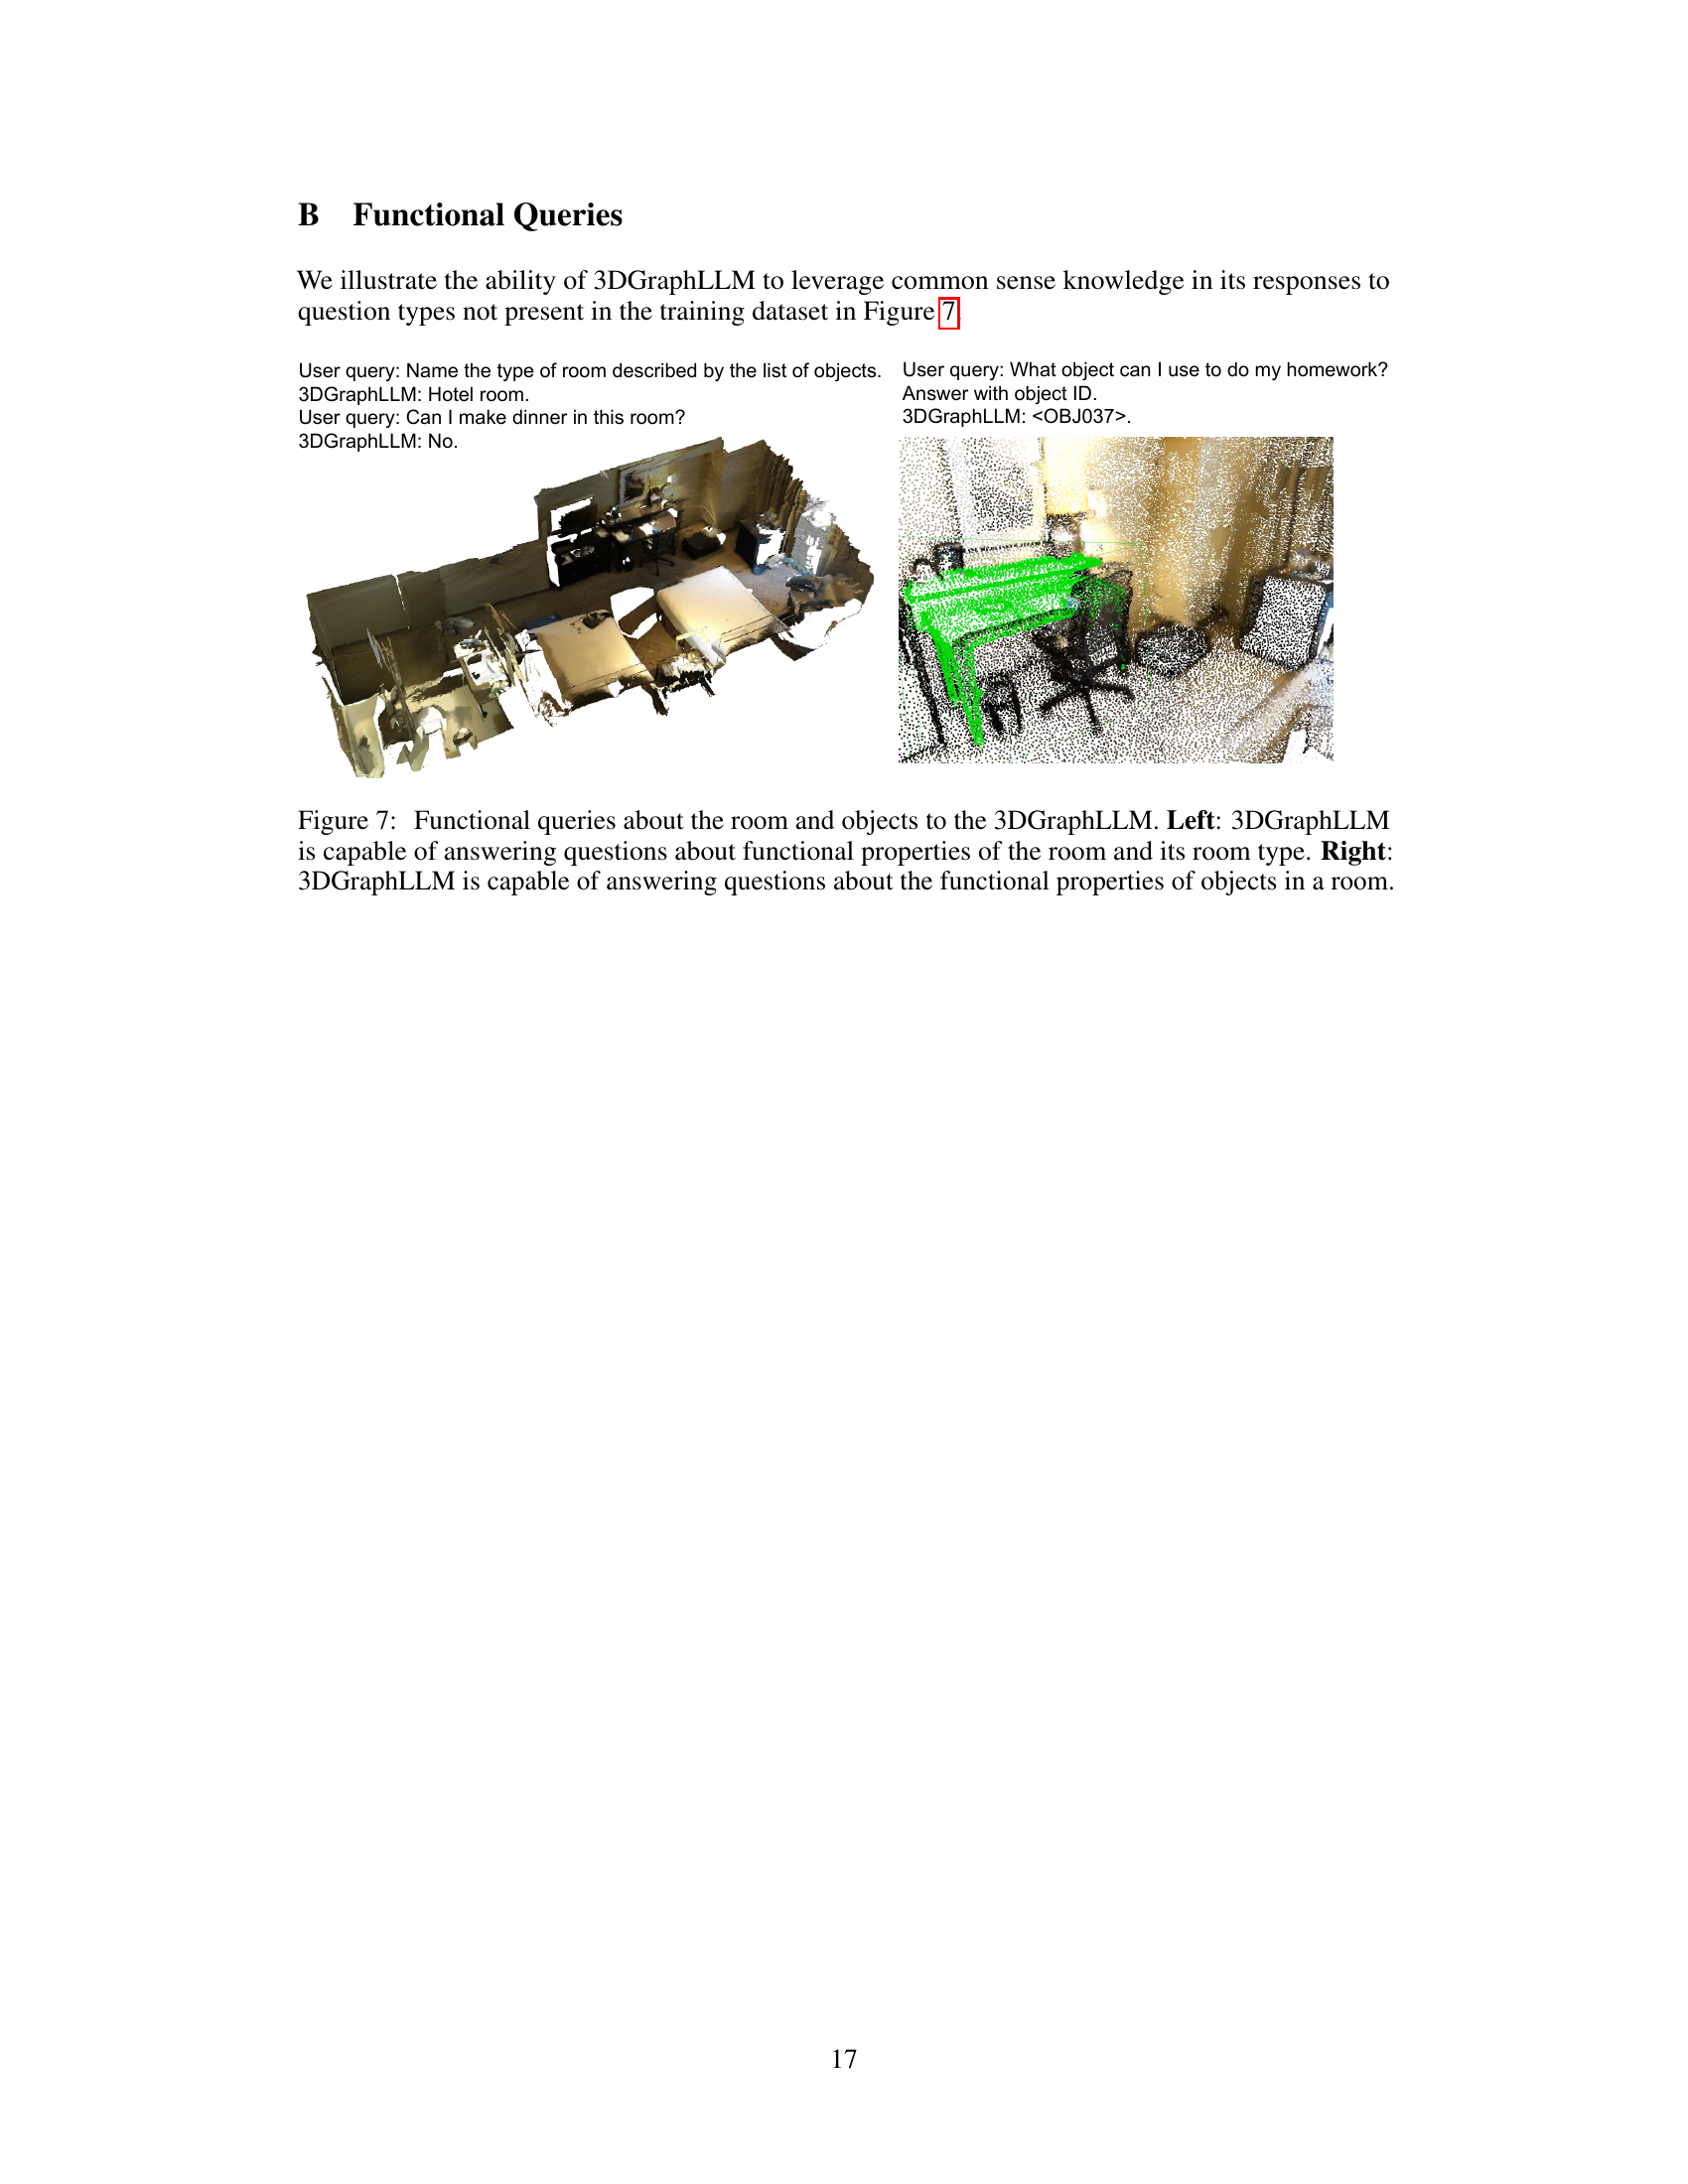 B Functional Queries
We illustrate the ability of 3DGraphLLM to leverage common sense knowledge in its responses to
question types not present in the training dataset in Figure 7.
User query: Name the type of room described by the list of objects.
3DGraphLLM: Hotel room.
User query: Can I make dinner in this room?
3DGraphLLM: No.
User query: What object can I use to do my homework?
Answer with object ID.
3DGraphLLM: <OBJ037>.
Figure 7: Functional queries about the room and objects to the 3DGraphLLM. Left: 3DGraphLLM
is capable of answering questions about functional properties of the room and its room type. Right:
3DGraphLLM is capable of answering questions about the functional properties of objects in a room.
17